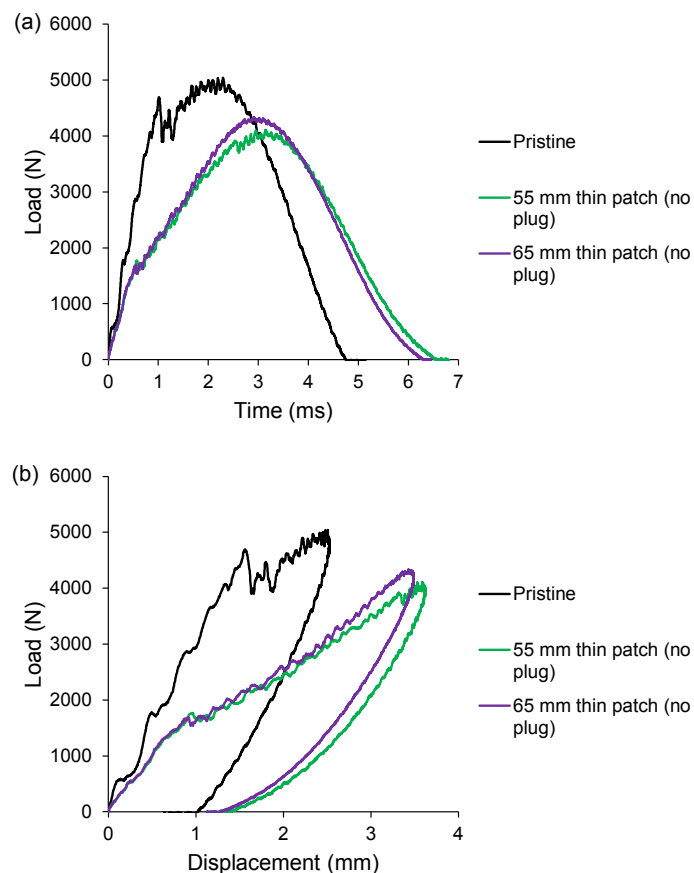 (a)
6000
5000
4000
3000
2000
1000
0
Load (N)
0 1 2 3 4 5 6 7
Time (ms)
Pristine
55 mm thin patch (no
plug)
65 mm thin patch (no
plug)
(b)
6000
5000
4000
3000
2000
1000
0
Load (N)
0 1 2 3 4
Displacement (mm)
Pristine
55 mm thin patch (no
plug)
65 mm thin patch (no
plug)